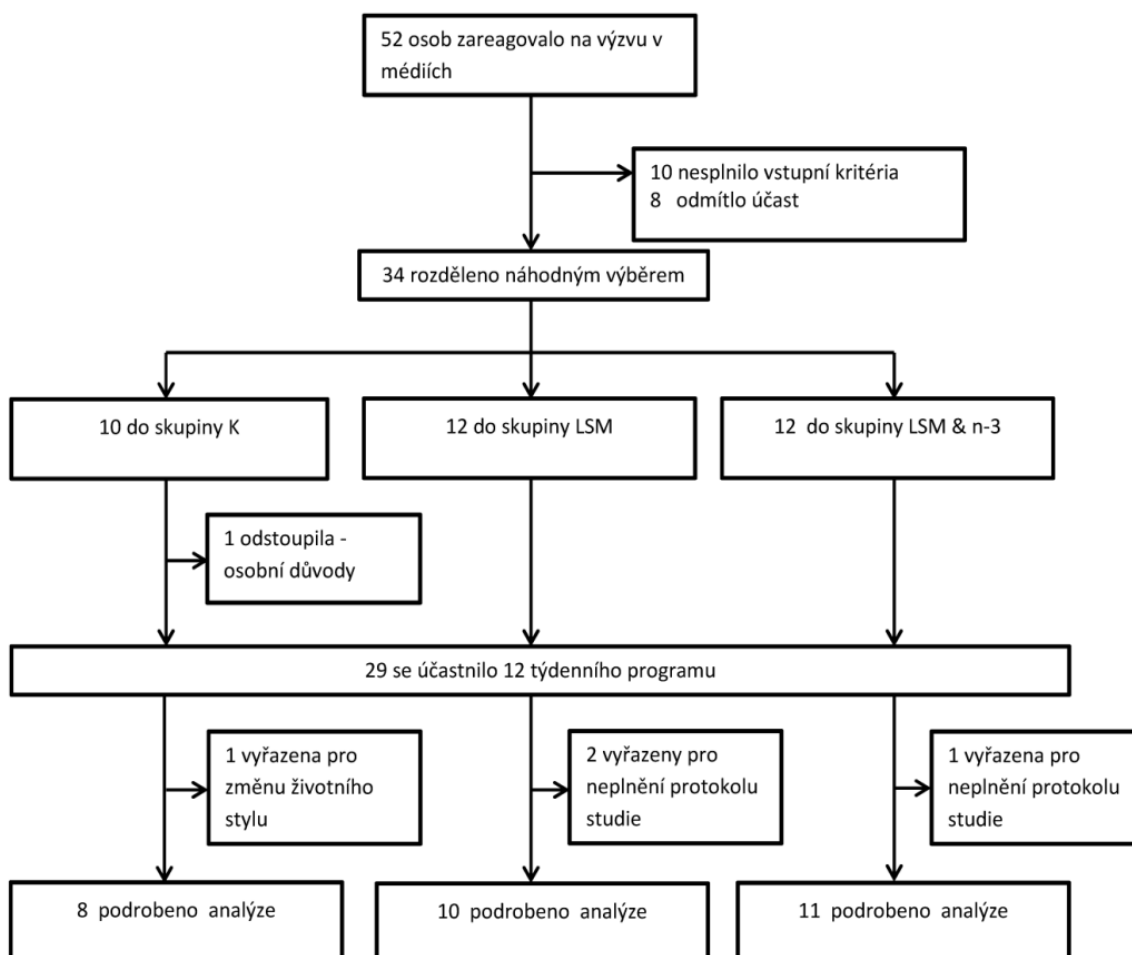 52 osob zareagovalo na výzvu v
médiích
10 nesplnilo vstupní kritéria
8 odmítlo účast
34 rozděleno náhodným výběrem
10 do skupiny K
12 do skupiny LSM
12 do skupiny LSM & n-3
1 odstoupila -
osobní důvody
29 se účastnilo 12 týdenního programu
1 vyřazena pro
změnu životního
stylu
2 vyřazeny pro
neplnění protokolu
studie
1 vyřazena pro
neplnění protokolu
studie
8 podrobeno analýze
10 podrobeno analýze
11 podrobeno analýze